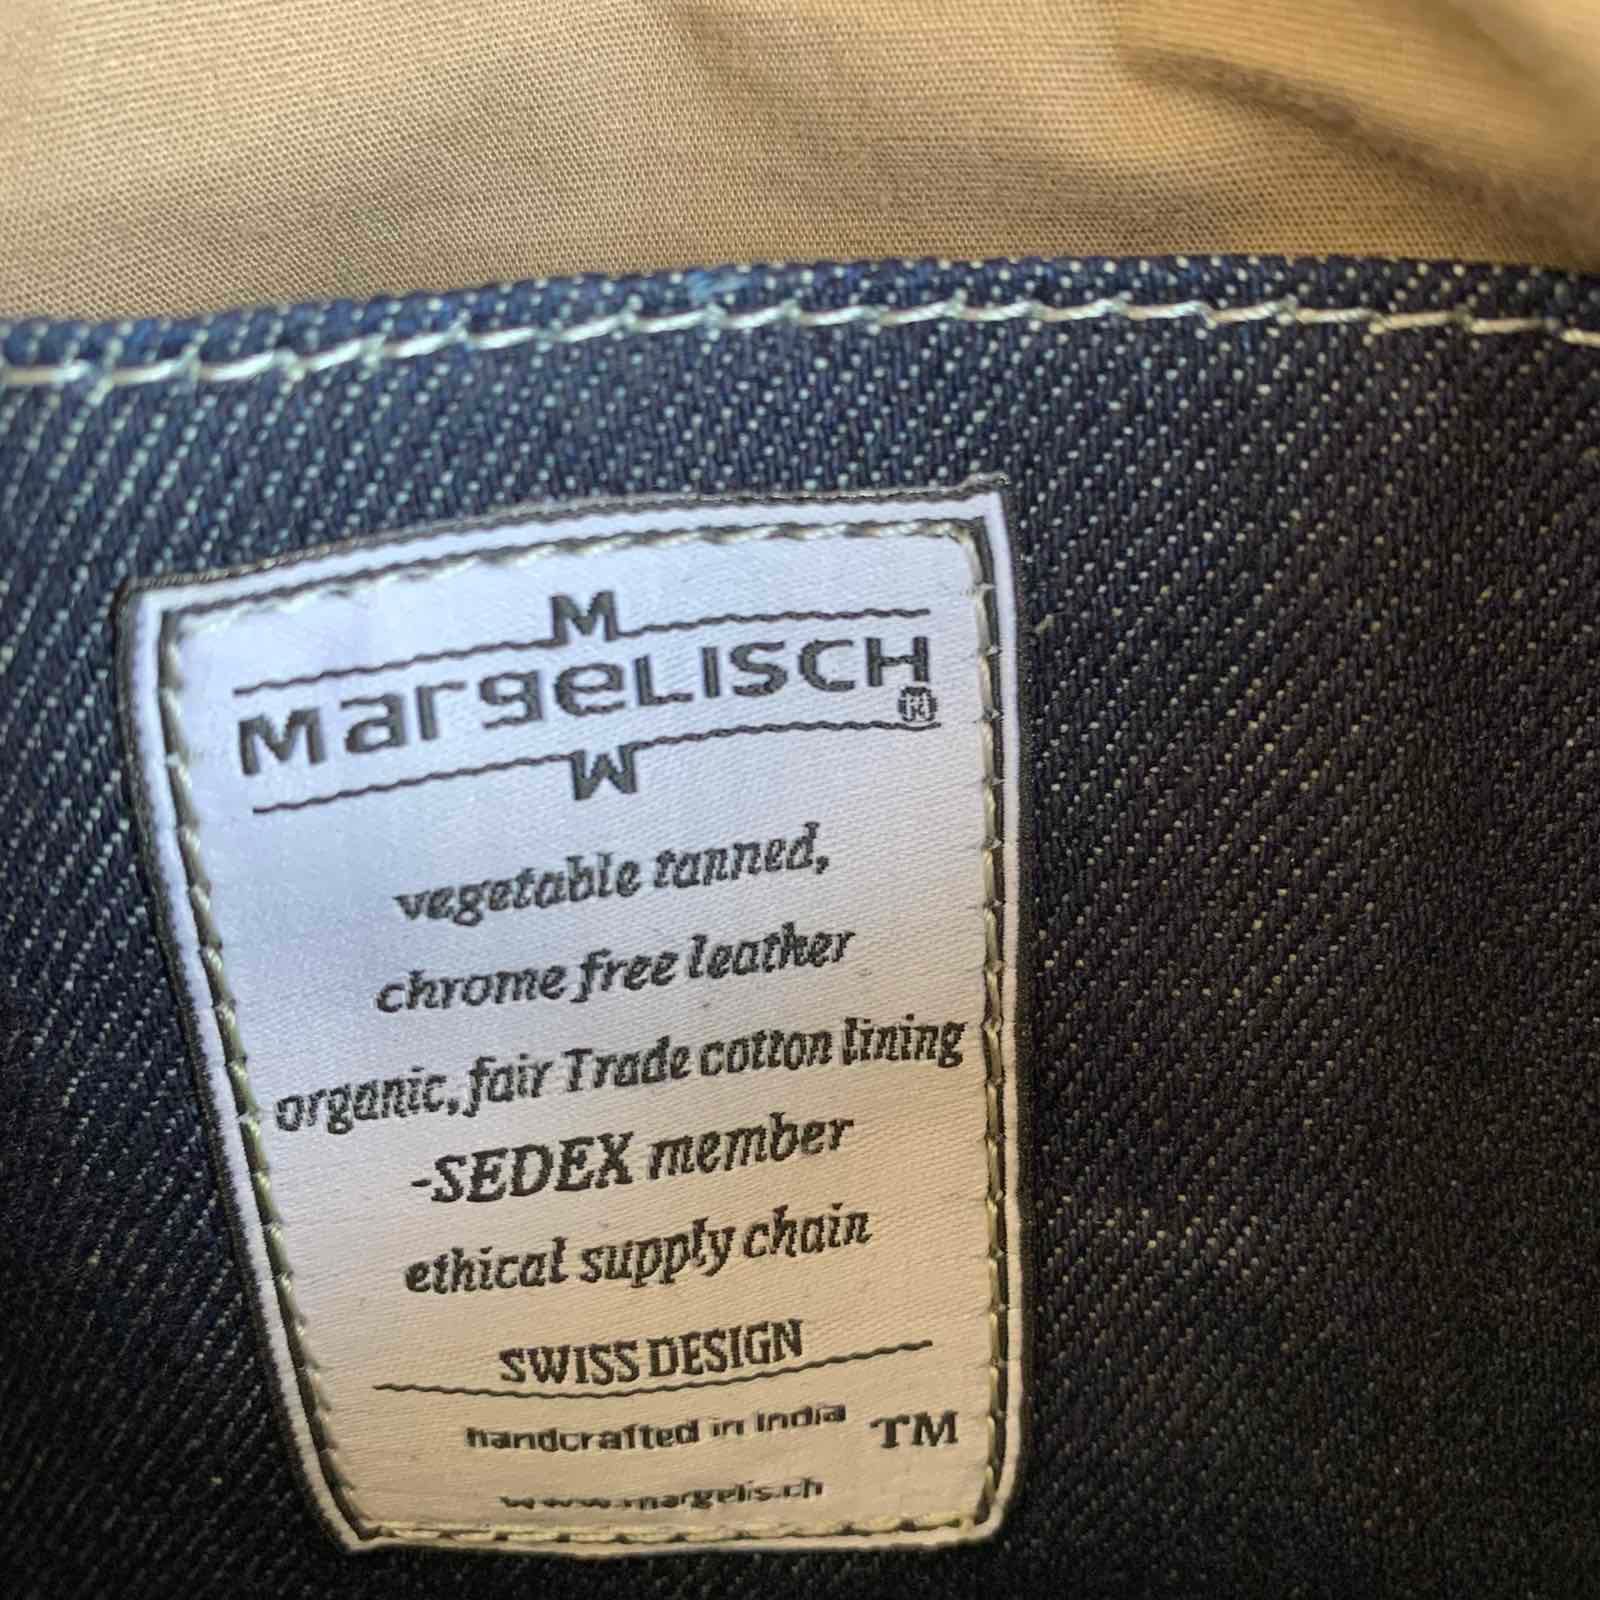 M
MargeLISCH®
M
vegetable tanned,
chrome free leather
organic, fair Trade cotton lining
-SEDEX member
ethical supply chain
SWISS DESIGN
handcrafted in India TM
www.margelis.ch